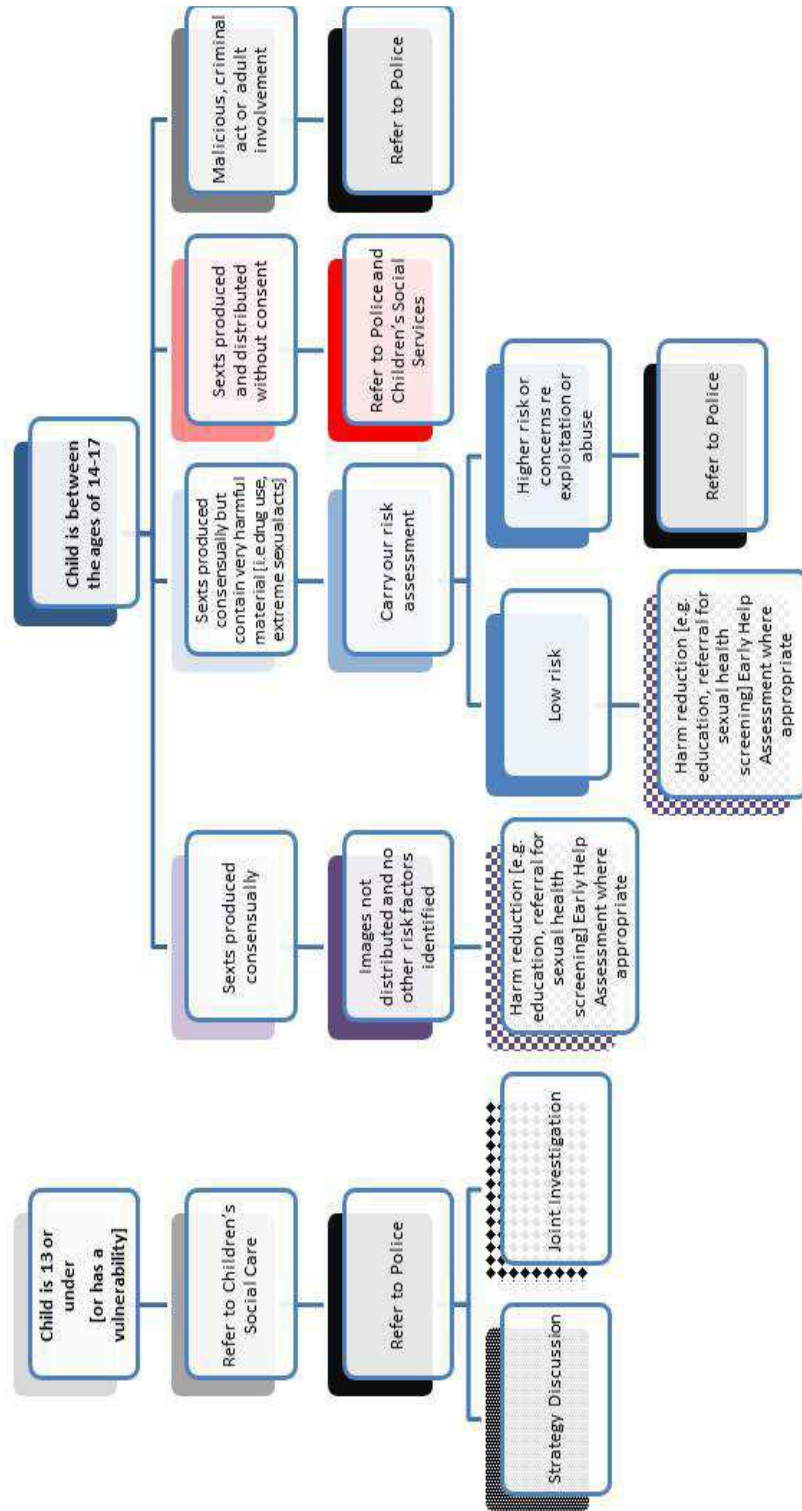 Child is 13 or
under
[or has a
vulnerability]
Refer to Children's
Social Care
Refer to Police
Strategy Discussion
Joint Investigation
Child is between
the ages of 14-17
Sexts produced
consensually
Images not
distributed and no
other risk factors
identified
Harm reduction [e.g.
education, referral for
sexual health
screening] Early Help
Assessment where
appropriate
Sexts produced
consensually but
contain very harmful
material [i.e drug use,
extreme sexual acts]
Carry our risk
assessment
Low risk
Harm reduction [e.g.
education, referral for
sexual health
screening] Early Help
Assessment where
appropriate
Higher risk or
concerns re
exploitation or
abuse
Refer to Police
Sexts produced
and distributed
without consent
Refer to Police and
Children's Social
Services
Malicious, criminal
act or adult
involvement
Refer to Police